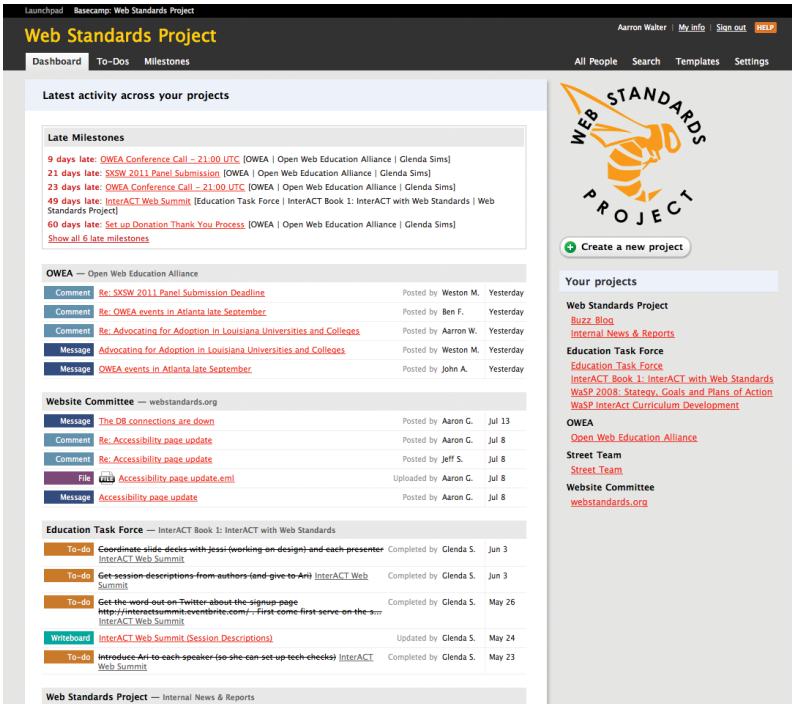 Launchpad Basecamp: Web Standards Project
Web Standards Project
Aarron Walter | My info | Sign out HELP
Dashboard To-Dos Milestones
All People Search Templates Settings
Latest activity across your projects
Late Milestones
9 days late: OWEA Conference Call – 21:00 UTC [OWEA | Open Web Education Alliance | Glenda Sims]
21 days late: SXSW 2011 Panel Submission [OWEA | Open Web Education Alliance | Glenda Sims]
23 days late: OWEA Conference Call – 21:00 UTC [OWEA | Open Web Education Alliance | Glenda Sims]
49 days late: InterACT Web Summit [Education Task Force | InterACT Book 1: InterACT with Web Standards | Web
Standards Project]
60 days late: Set up Donation Thank You Process [OWEA | Open Web Education Alliance | Glenda Sims]
Show all 6 late milestones
OWEA — Open Web Education Alliance
Comment Re: SXSW 2011 Panel Submission Deadline Posted by Weston M. Yesterday
Comment Re: OWEA events in Atlanta late September Posted by Ben F. Yesterday
Comment Re: Advocating for Adoption in Louisiana Universities and Colleges Posted by Aarron W. Yesterday
Message Advocating for Adoption in Louisiana Universities and Colleges Posted by Weston M. Yesterday
Message OWEA events in Atlanta late September Posted by John A. Yesterday
Website Committee — webstandards.org
Message The DB connections are down Posted by Aaron G. Jul 13
Comment Re: Accessibility page update Posted by Aaron G. Jul 8
Comment Re: Accessibility page update Posted by Jeff S. Jul 8
File FILE Accessibility page update.eml Uploaded by Aaron G. Jul 8
Message Accessibility page update Posted by Aaron G. Jul 8
Education Task Force — InterACT Book 1: InterACT with Web Standards
To-do Coordinate slide decks with Jessi (working on design) and each presenter Completed by Glenda S. Jun 3
InterACT Web Summit
To-do Get session descriptions from authors (and give to Ari) InterACT Web Completed by Glenda S. Jun 3
Summit
To-do Get the word out on Twitter about the signup page Completed by Glenda S. May 26
http://interactsummit.eventbrite.com/ . First come first serve on the s...
InterACT Web Summit
Writeboard InterACT Web Summit (Session Descriptions) Updated by Glenda S. May 24
To-do Introduce Ari to each speaker (so she can set up tech checks) InterACT Completed by Glenda S. May 23
Web Summit
Web Standards Project — Internal News & Reports
WEB STANDARDS
PROJECT
Create a new project
Your projects
Web Standards Project
Buzz Blog
Internal News & Reports
Education Task Force
Education Task Force
InterACT Book 1: InterACT with Web Standards
WaSP 2008: Stategy, Goals and Plans of Action
WaSP InterAct Curriculum Development
OWEA
Open Web Education Alliance
Street Team
Street Team
Website Committee
webstandards.org